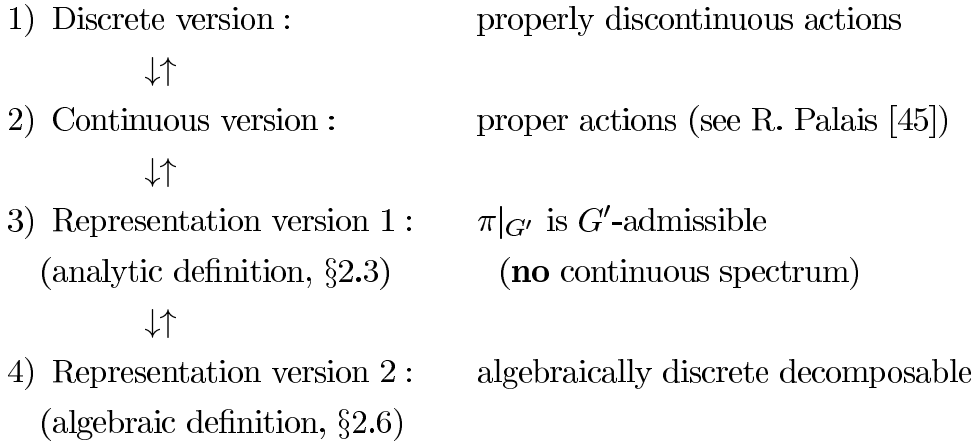 1) Discrete version : properly discontinuous actions
↓↑
2) Continuous version : proper actions (see R. Palais [45])
↓↑
3) Representation version 1 : π|G′ is G′-admissible
(analytic definition, §2.3) (no continuous spectrum)
↓↑
4) Representation version 2 : algebraically discrete decomposable
(algebraic definition, §2.6)